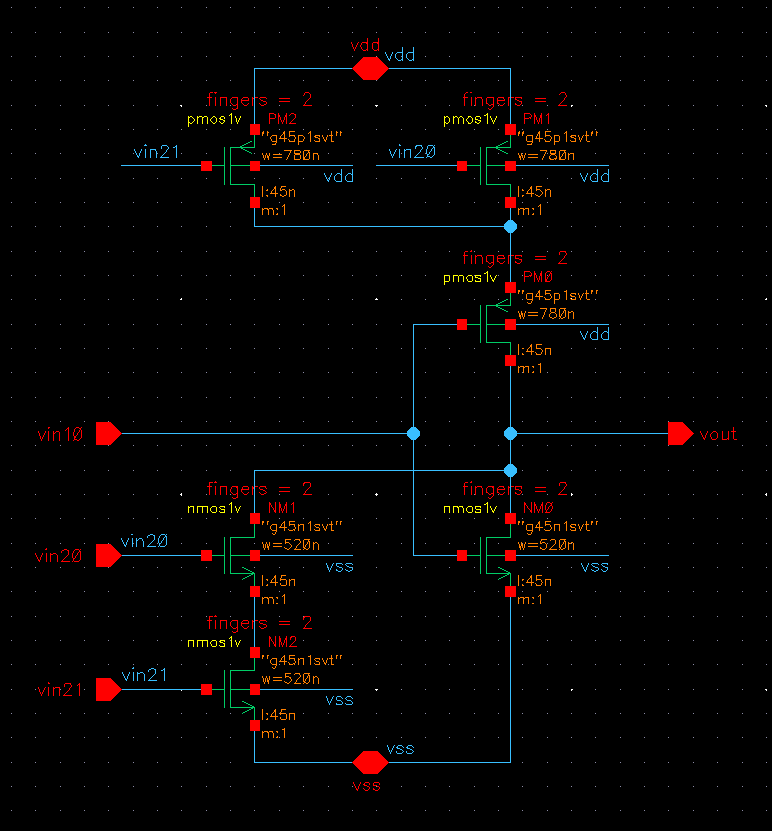 vdd
vdd
fingers = 2
pmos1v
PM2
"g45p1svt"
w=780n
vin21
vdd
l:45n
m:1
fingers = 2
pmos1v
PM1
"g45p1svt"
w=780n
vin20
vdd
l:45n
m:1
fingers = 2
pmos1v
PM0
"g45p1svt"
w=780n
vdd
l:45n
m:1
vin10
vout
fingers = 2
nmos1v
NM1
"g45n1svt"
w=520n
vin20
vin20
vss
l:45n
m:1
fingers = 2
nmos1v
NM0
"g45n1svt"
w=520n
vss
l:45n
m:1
fingers = 2
nmos1v
NM2
"g45n1svt"
w=520n
vin21
vin21
vss
l:45n
m:1
vss
vss